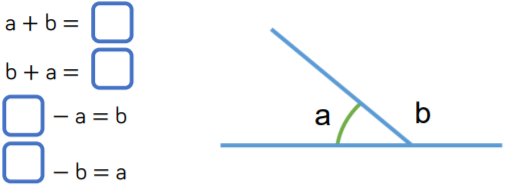 a + b =
b + a =
− a = b
− b = a
a
b